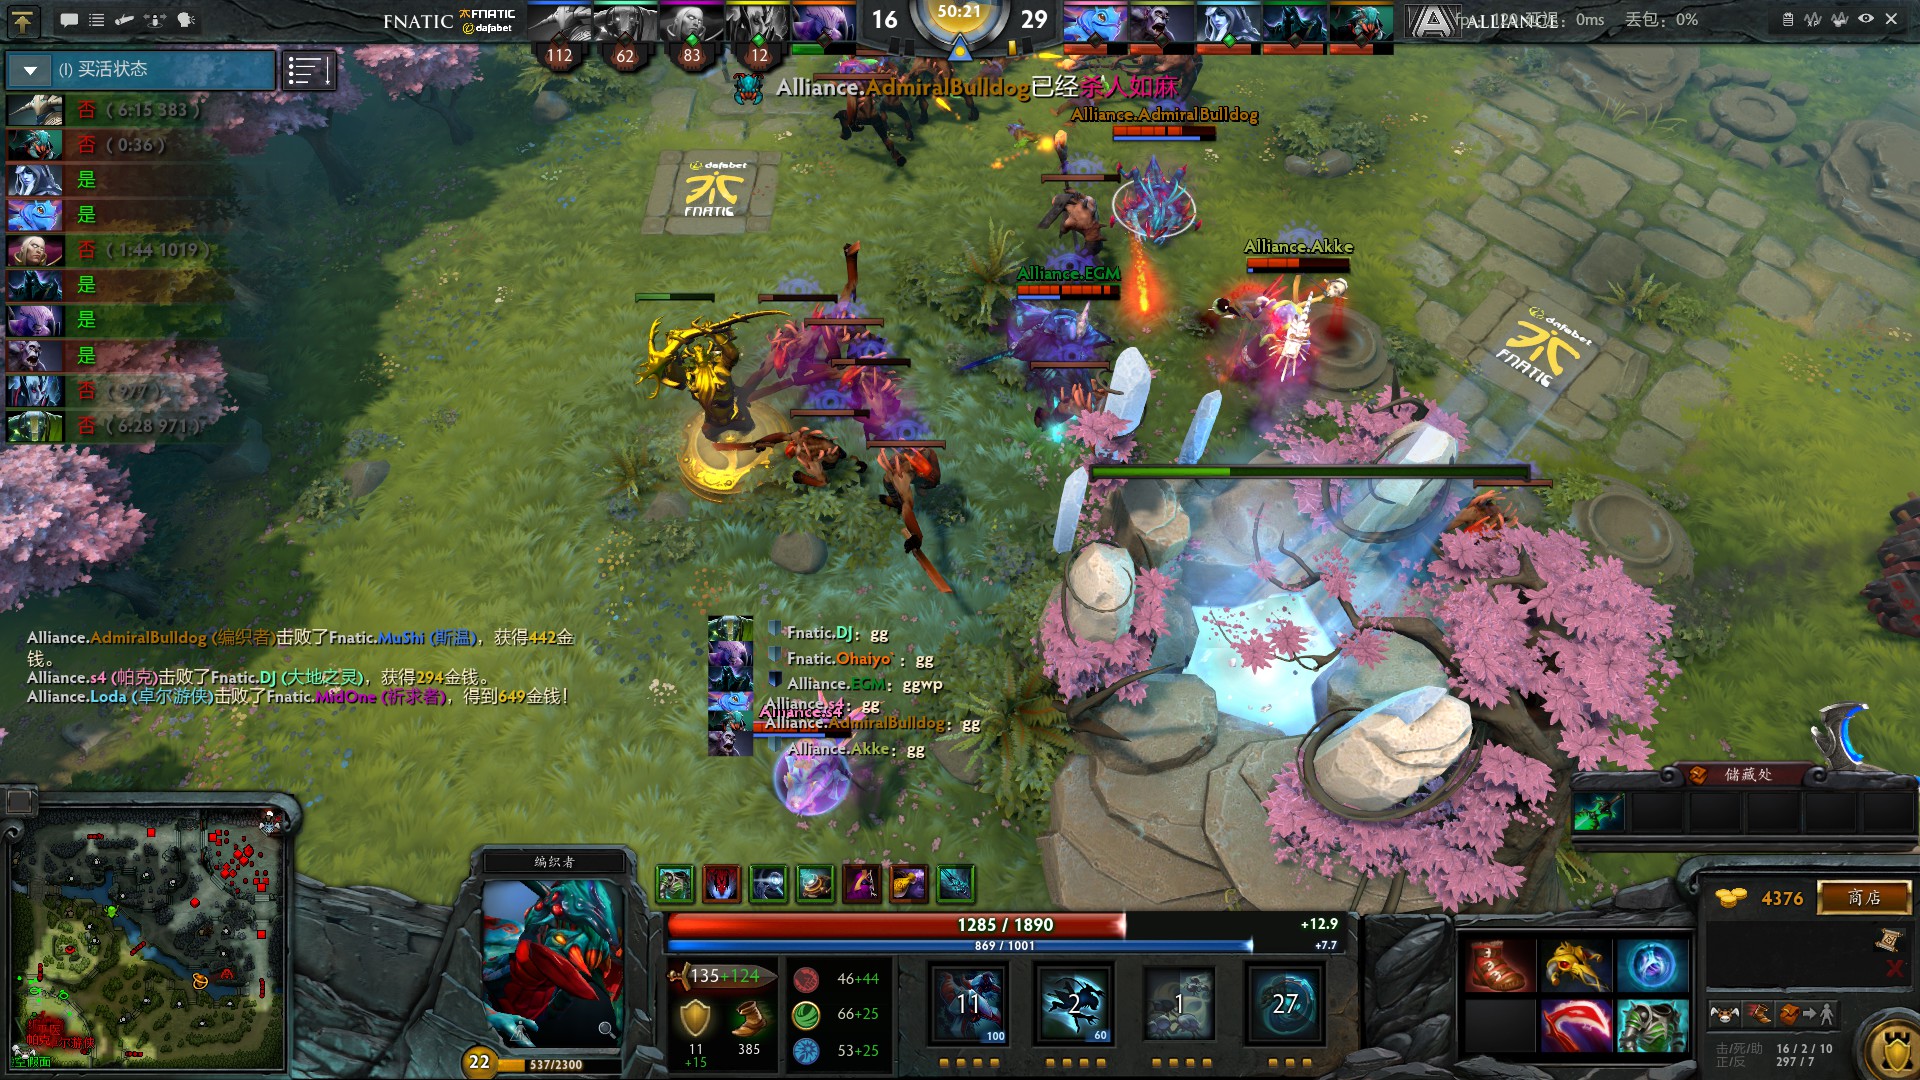 FNATIC
FNATIC
dafabet
16
50:21
29
ALLIANCE
0ms
丢包：0%
112
62
83
12
(I) 买活状态
否 ( 6:15 383 )
否 ( 0:36 )
是
是
否 ( 1:44 1019 )
是
是
是
否 ( 977 )
否 ( 6:28 971 )
Alliance.AdmiralBulldog已经杀人如麻
Alliance.AdmiralBulldog
dafabet
FNATIC
Alliance.Akke
Alliance.EGM
dafabet
FNATIC
Alliance.AdmiralBulldog (编织者)击败了Fnatic.MuShi (斯温)，获得442金
钱。
Alliance.s4 (帕克)击败了Fnatic.DJ (大地之灵)，获得294金钱。
Alliance.Loda (卓尔游侠)击败了Fnatic.MidOne (祈求者)，得到649金钱！
Fnatic.DJ：gg
Fnatic.Ohaiyo`：gg
Alliance.EGM：ggwp
Alliance.s4：gg
Alliance.s4
Alliance.AdmiralBulldog：gg
Alliance.Akke：gg
储藏处
编织者
1285 / 1890
+12.9
869 / 1001
+7.7
135+124
46+44
66+25
53+25
11
+15
385
11
100
2
60
1
27
22
537/2300
4376
商店
击/死/助
16 / 2 / 10
正/反
297 / 7
帕克